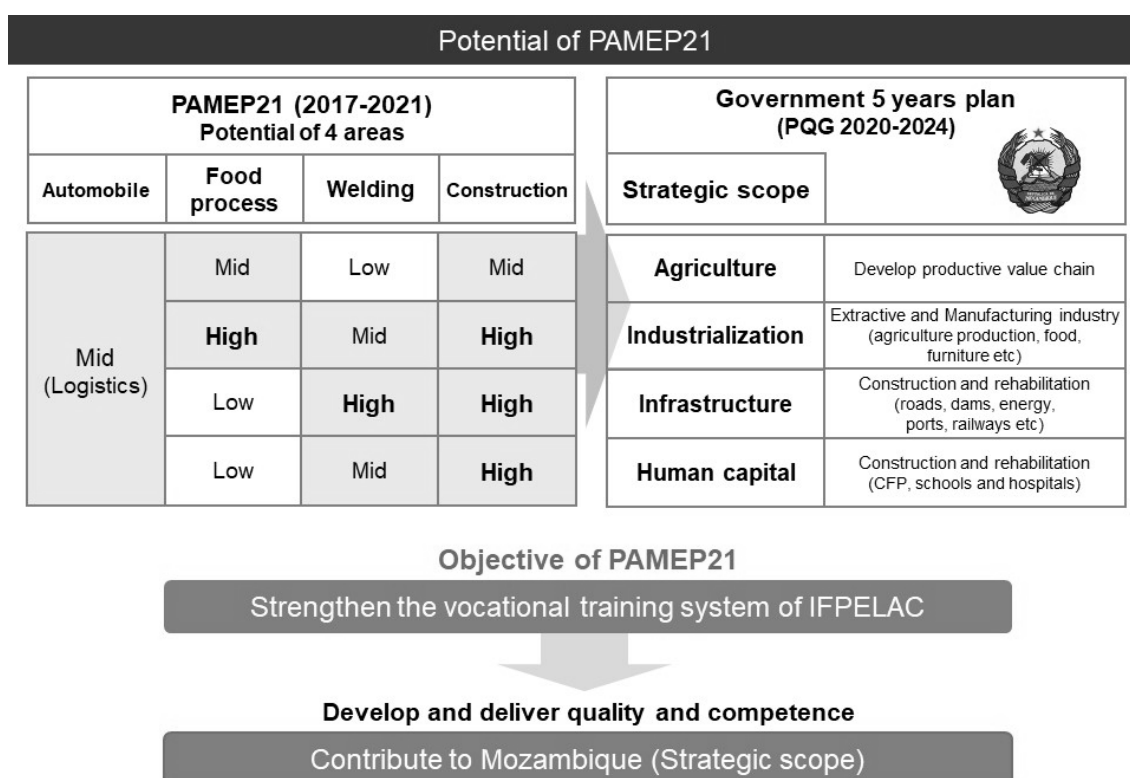 Potential of PAMEP21
PAMEP21 (2017-2021)
Potential of 4 areas
Automobile
Food
process
Welding
Construction
Mid
(Logistics)
Mid
Low
Mid
High
Mid
High
Low
High
High
Low
Mid
High
Government 5 years plan
(PQG 2020-2024)
Strategic scope
Agriculture
Develop productive value chain
Industrialization
Extractive and Manufacturing industry
(agriculture production, food,
furniture etc)
Infrastructure
Construction and rehabilitation
(roads, dams, energy,
ports, railways etc)
Human capital
Construction and rehabilitation
(CFP, schools and hospitals)
Objective of PAMEP21
Strengthen the vocational training system of IFPELAC
Develop and deliver quality and competence
Contribute to Mozambique (Strategic scope)